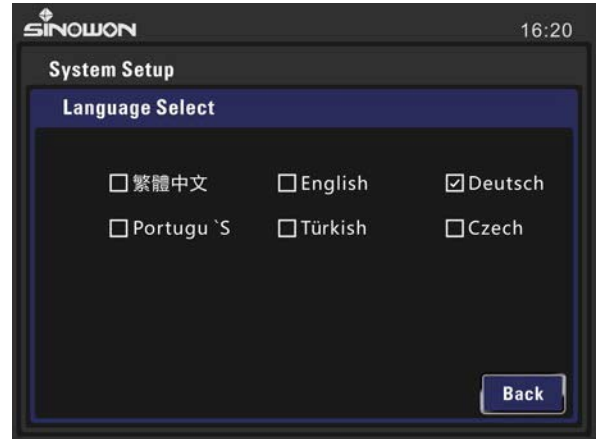 SINOWON 16:20
System Setup
Language Select
繁體中文 English Deutsch
Portugu `S Türkish Czech
Back